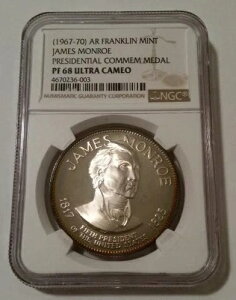 (1967-70) AR FRANKLIN MINT
JAMES MONROE
PRESIDENTIAL COMMEM MEDAL
PF 68 ULTRA CAMEO
4670236-003
NUMISMATIC GUARANTY CORPORATION
NGC
JAMES MONROE
1817
1825
FIFTH PRESIDENT
OF THE UNITED STATES